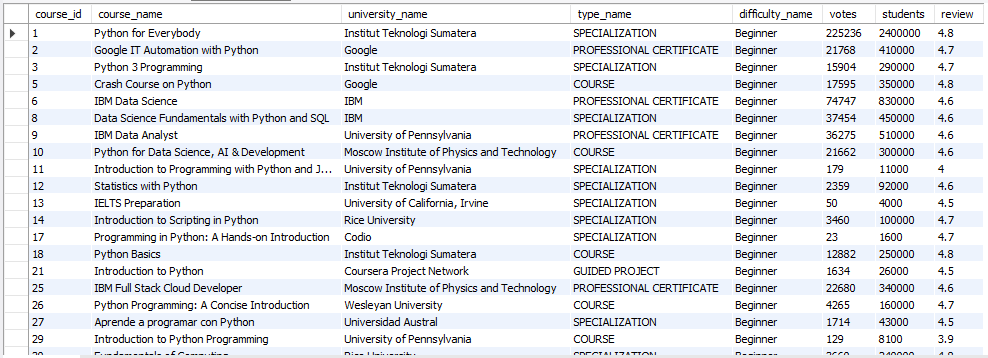 course_id course_name university_name type_name difficulty_name votes students review
1 Python for Everybody Institut Teknologi Sumatera SPECIALIZATION Beginner 225236 2400000 4.8
2 Google IT Automation with Python Google PROFESSIONAL CERTIFICATE Beginner 21768 410000 4.7
3 Python 3 Programming Institut Teknologi Sumatera SPECIALIZATION Beginner 15904 290000 4.7
5 Crash Course on Python Google COURSE Beginner 17595 350000 4.8
6 IBM Data Science IBM PROFESSIONAL CERTIFICATE Beginner 74747 830000 4.6
8 Data Science Fundamentals with Python and SQL IBM SPECIALIZATION Beginner 37454 450000 4.6
9 IBM Data Analyst University of Pennsylvania PROFESSIONAL CERTIFICATE Beginner 36275 510000 4.6
10 Python for Data Science, AI & Development Moscow Institute of Physics and Technology COURSE Beginner 21662 300000 4.6
11 Introduction to Programming with Python and J... University of Pennsylvania SPECIALIZATION Beginner 179 11000 4
12 Statistics with Python Institut Teknologi Sumatera SPECIALIZATION Beginner 2359 92000 4.6
13 IELTS Preparation University of California, Irvine SPECIALIZATION Beginner 50 4000 4.5
14 Introduction to Scripting in Python Rice University SPECIALIZATION Beginner 3460 100000 4.7
17 Programming in Python: A Hands-on Introduction Codio SPECIALIZATION Beginner 23 1600 4.7
18 Python Basics Institut Teknologi Sumatera COURSE Beginner 12882 250000 4.8
21 Introduction to Python Coursera Project Network GUIDED PROJECT Beginner 1634 26000 4.5
25 IBM Full Stack Cloud Developer Moscow Institute of Physics and Technology PROFESSIONAL CERTIFICATE Beginner 22680 340000 4.6
26 Python Programming: A Concise Introduction Wesleyan University COURSE Beginner 4265 160000 4.7
27 Aprende a programar con Python Universidad Austral SPECIALIZATION Beginner 1714 43000 4.5
29 Introduction to Python Programming University of Pennsylvania COURSE Beginner 129 8100 3.9